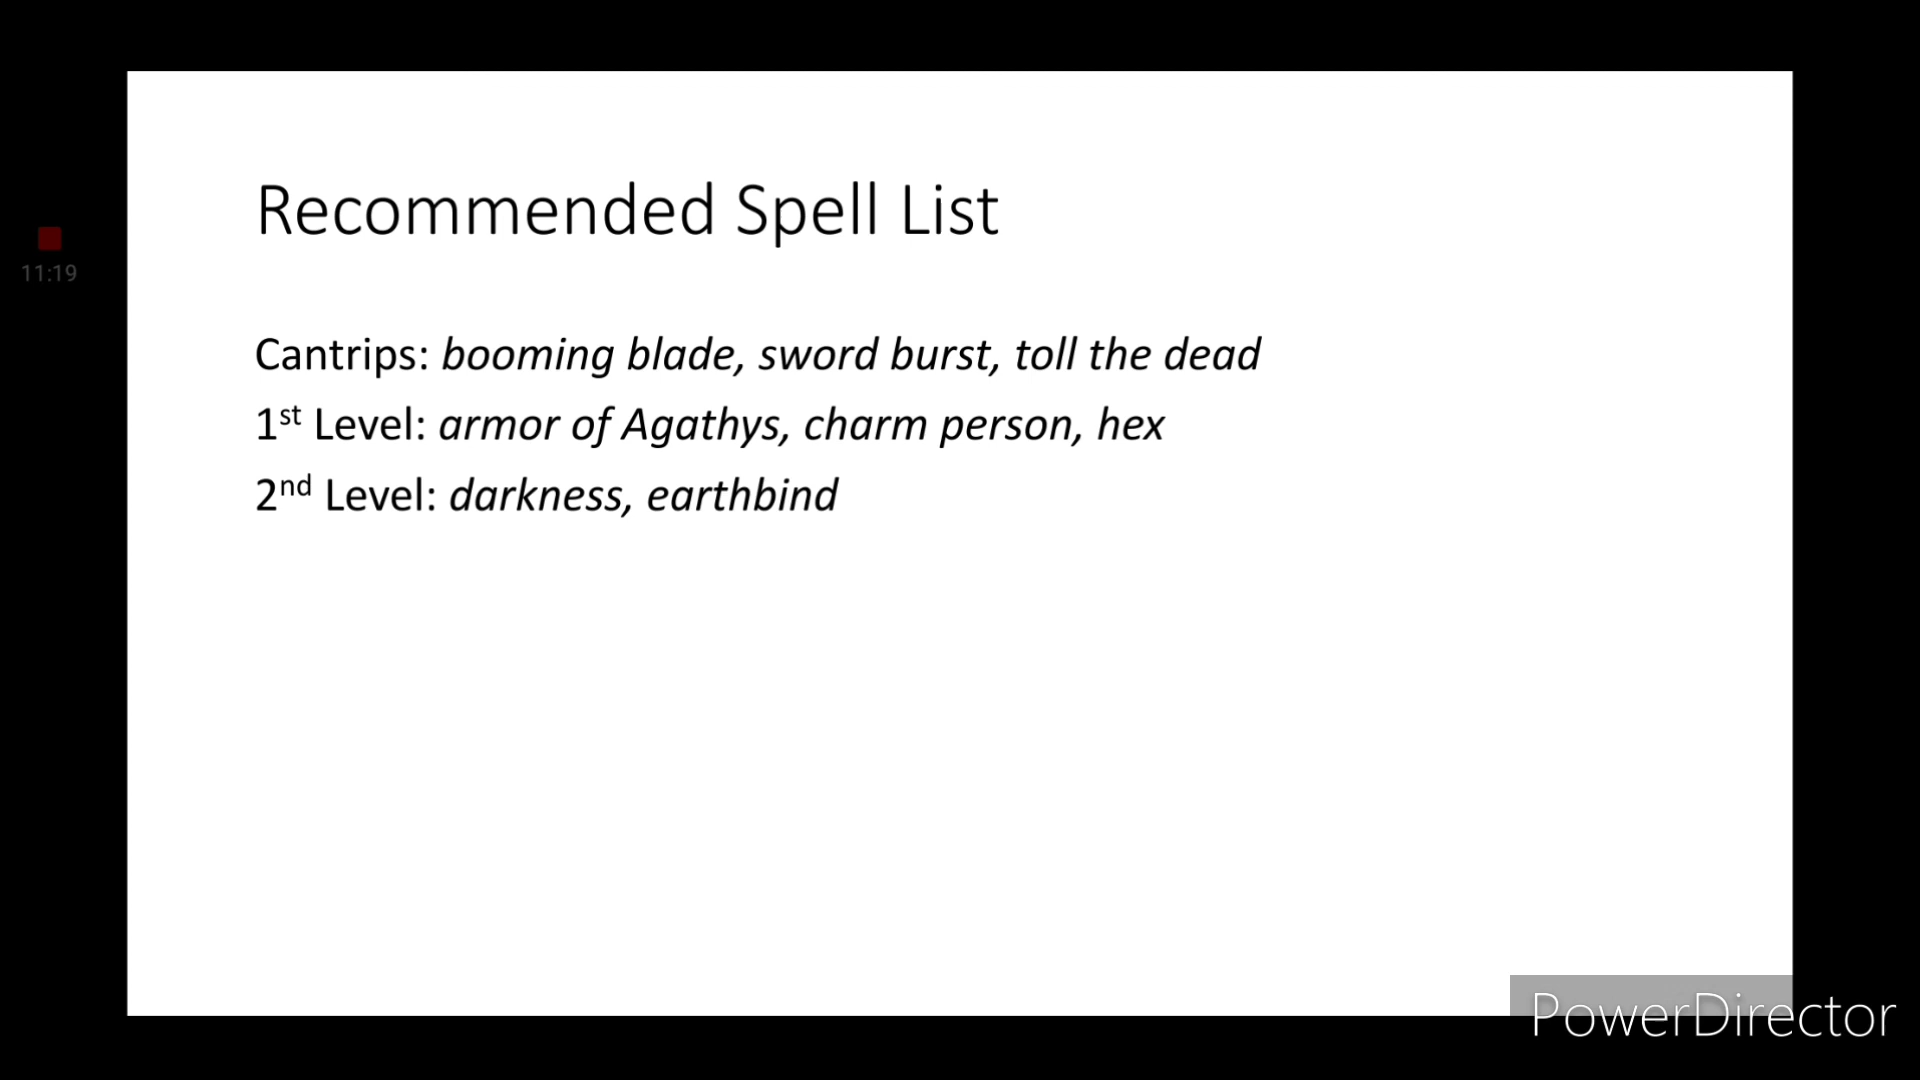 Recommended Spell List
11:19
Cantrips: booming blade, sword burst, toll the dead
1st Level: armor of Agathys, charm person, hex
2nd Level: darkness, earthbind
PowerDirector